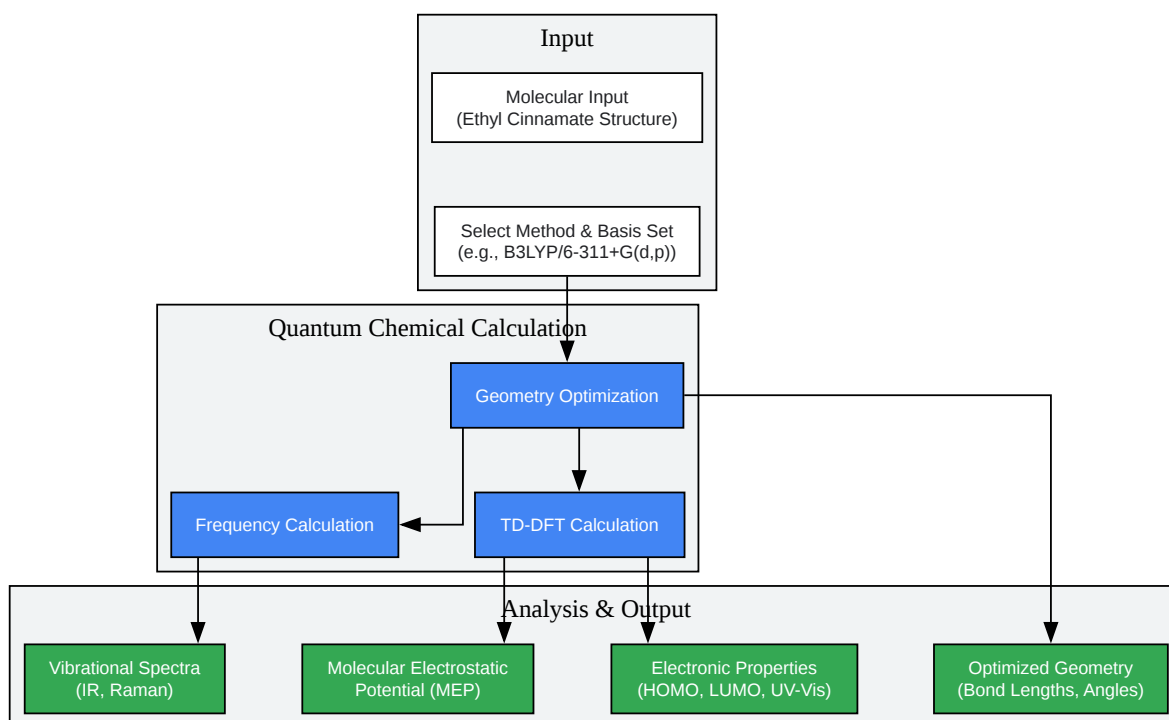 Input
Molecular Input
(Ethyl Cinnamate Structure)
Select Method & Basis Set
(e.g., B3LYP/6-311+G(d,p))
Quantum Chemical Calculation
Geometry Optimization
Frequency Calculation
TD-DFT Calculation
Analysis & Output
Vibrational Spectra
(IR, Raman)
Molecular Electrostatic
Potential (MEP)
Electronic Properties
(HOMO, LUMO, UV-Vis)
Optimized Geometry
(Bond Lengths, Angles)